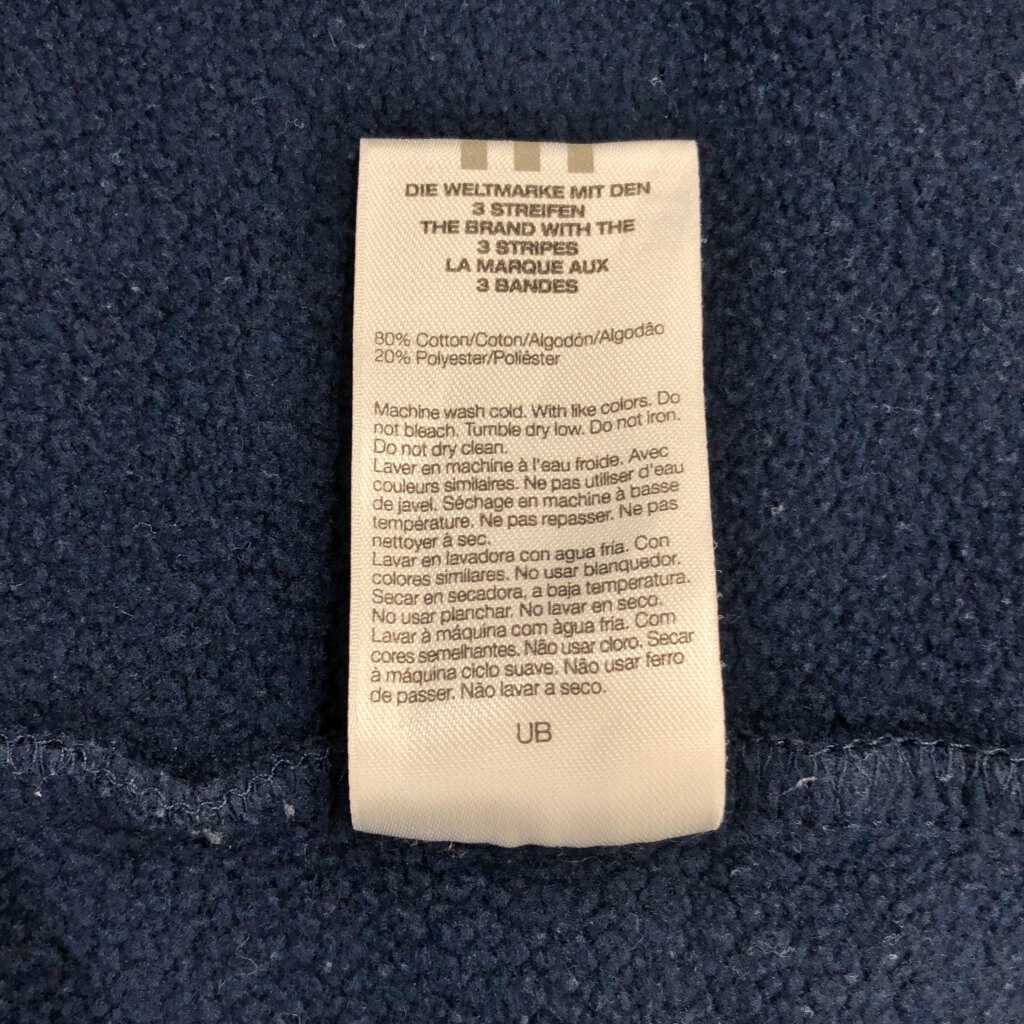 DIE WELTMARKE MIT DEN
3 STREIFEN
THE BRAND WITH THE
3 STRIPES
LA MARQUE AUX
3 BANDES
80% Cotton/Coton/Algodón/Algodão
20% Polyester/Poliéster
Machine wash cold. With like colors. Do
not bleach. Tumble dry low. Do not iron.
Do not dry clean.
Laver en machine à l'eau froide. Avec
couleurs similaires. Ne pas utiliser d'eau
de javel. Séchage en machine à basse
température. Ne pas repasser. Ne pas
nettoyer à sec.
Lavar en lavadora con agua fría. Con
colores similares. No usar blanquedor.
Secar en secadora, a baja temperatura.
No usar planchar. No lavar en seco.
Lavar à máquina com àgua fria. Com
cores semelhantes. Não usar cloro. Secar
à máquina ciclo suave. Não usar ferro
de passer. Não lavar a seco.
UB